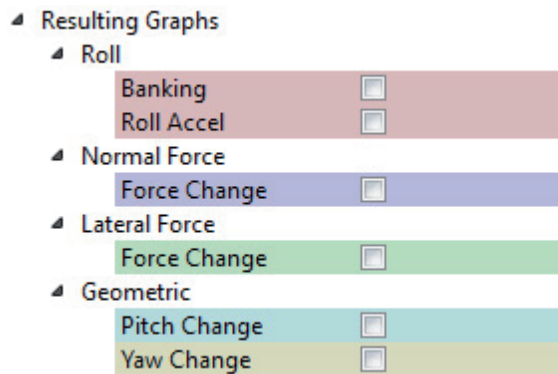 Resulting Graphs
Roll
Banking
Roll Accel
Normal Force
Force Change
Lateral Force
Force Change
Geometric
Pitch Change
Yaw Change